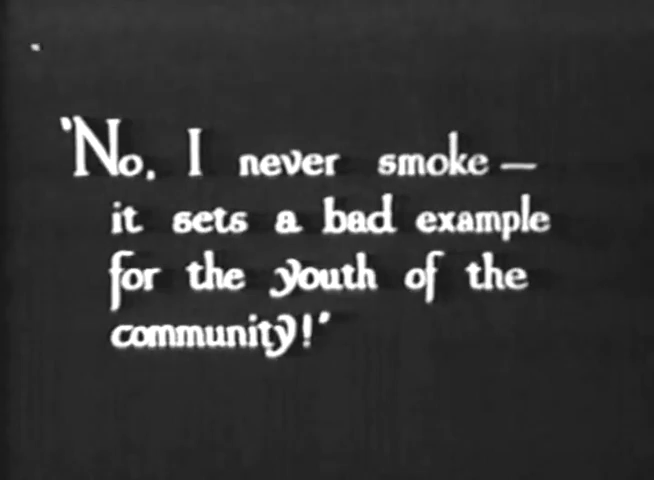 'No, I never smoke —
it sets a bad example
for the youth of the
community!'